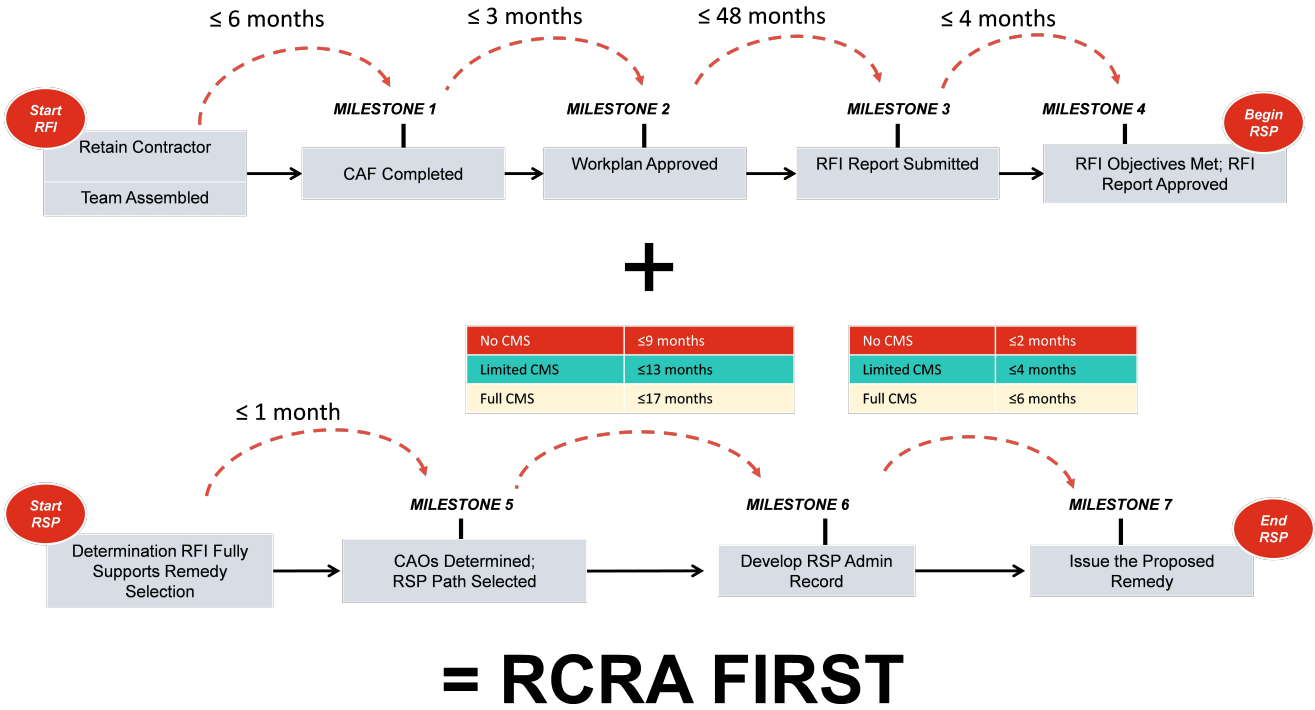 ≤ 6 months
≤ 3 months
≤ 48 months
≤ 4 months
Start
RFI
MILESTONE 1
MILESTONE 2
MILESTONE 3
MILESTONE 4
Begin
RSP
Retain Contractor
Team Assembled
CAF Completed
Workplan Approved
RFI Report Submitted
RFI Objectives Met; RFI
Report Approved
+
No CMS ≤9 months
Limited CMS ≤13 months
Full CMS ≤17 months
No CMS ≤2 months
Limited CMS ≤4 months
Full CMS ≤6 months
≤ 1 month
Start
RSP
MILESTONE 5
MILESTONE 6
MILESTONE 7
End
RSP
Determination RFI Fully
Supports Remedy
Selection
CAOs Determined;
RSP Path Selected
Develop RSP Admin
Record
Issue the Proposed
Remedy
= RCRA FIRST